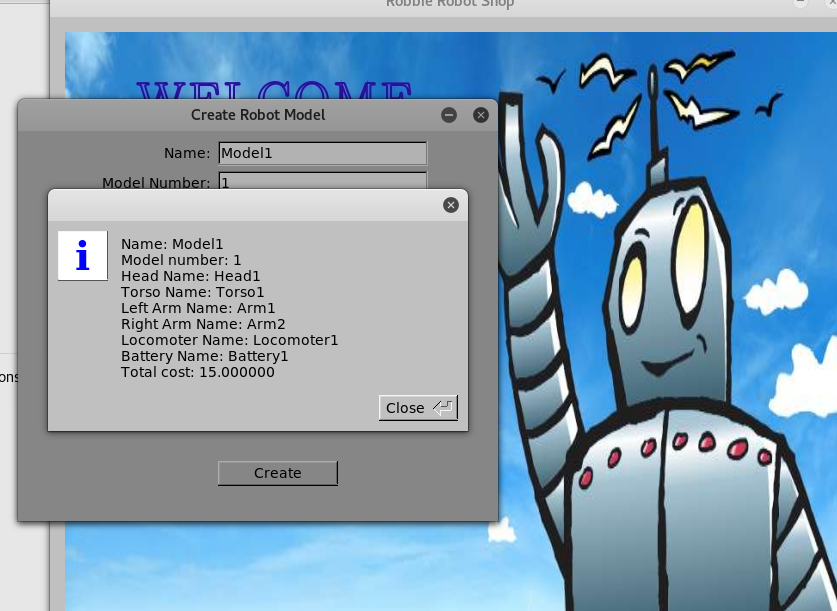 Robbie Robot Shop
WELCOME
Create Robot Model
Name: Model1
Model Number: 1
i
Name: Model1
Model number: 1
Head Name: Head1
Torso Name: Torso1
Left Arm Name: Arm1
Right Arm Name: Arm2
Locomoter Name: Locomoter1
Battery Name: Battery1
Total cost: 15.000000
ons
Close
Create